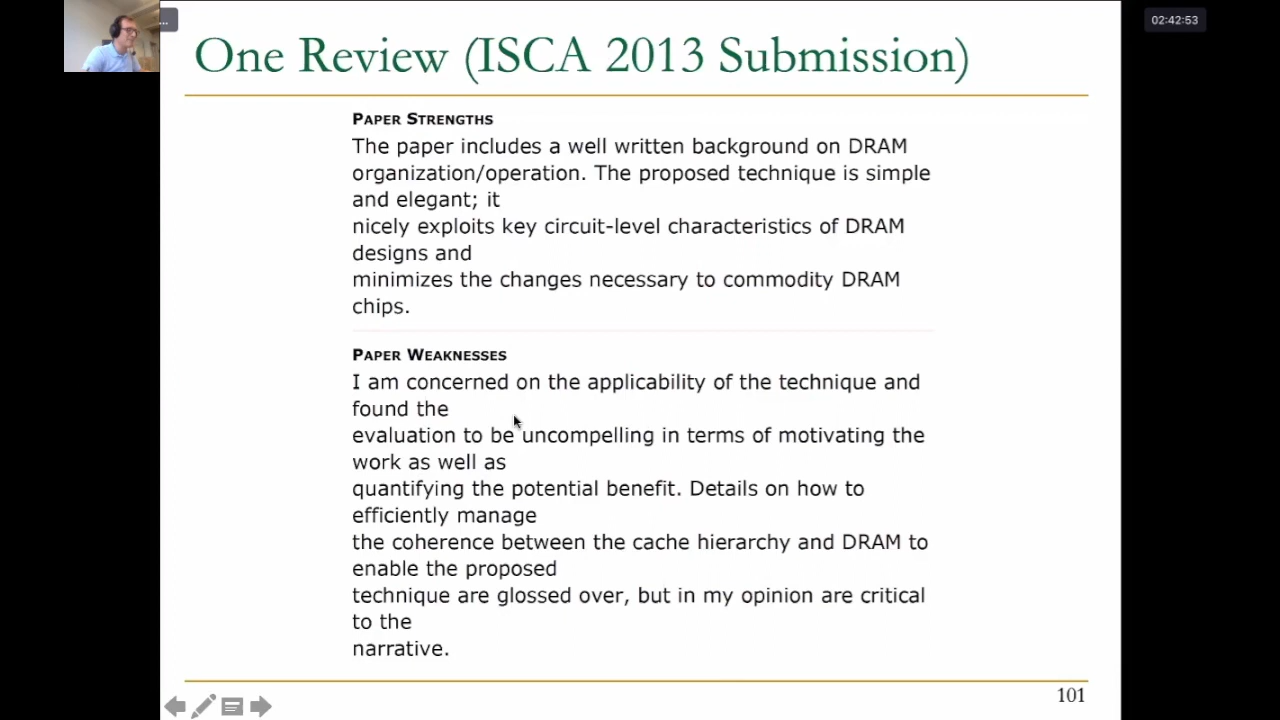 ...
02:42:53
One Review (ISCA 2013 Submission)
PAPER STRENGTHS
The paper includes a well written background on DRAM
organization/operation. The proposed technique is simple
and elegant; it
nicely exploits key circuit-level characteristics of DRAM
designs and
minimizes the changes necessary to commodity DRAM
chips.
PAPER WEAKNESSES
I am concerned on the applicability of the technique and
found the
evaluation to be uncompelling in terms of motivating the
work as well as
quantifying the potential benefit. Details on how to
efficiently manage
the coherence between the cache hierarchy and DRAM to
enable the proposed
technique are glossed over, but in my opinion are critical
to the
narrative.
101